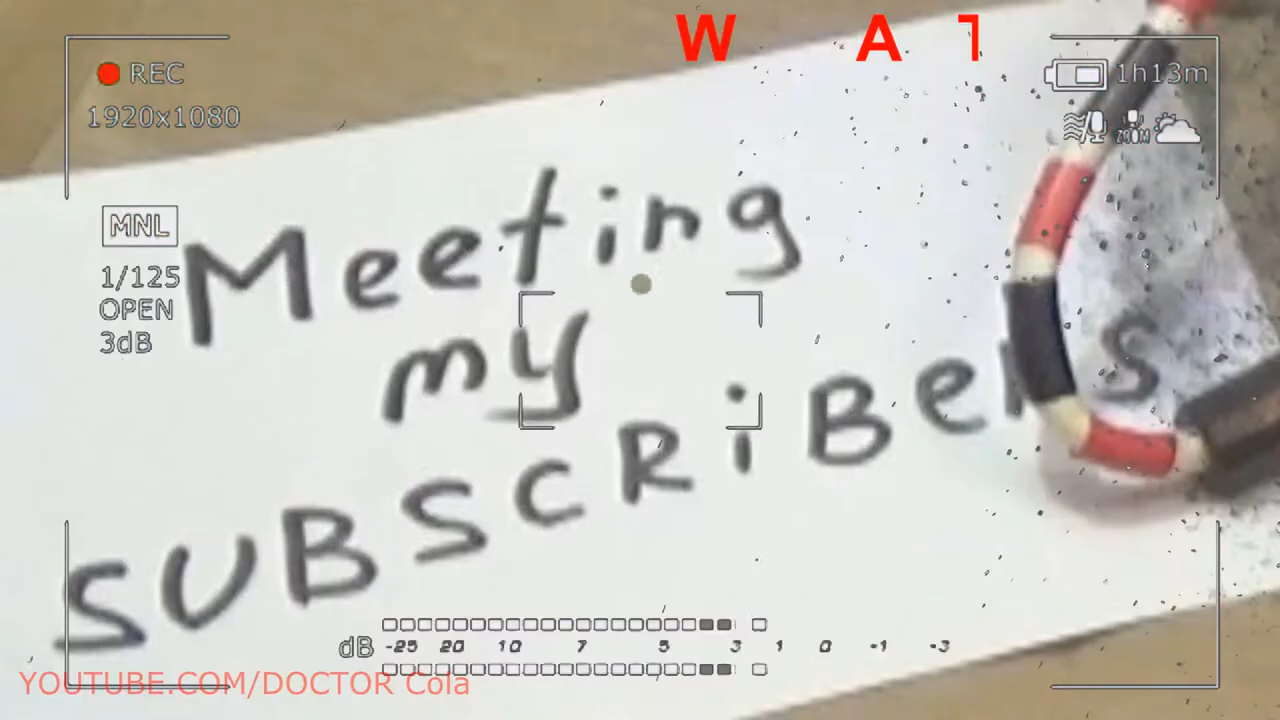 W A
REC
1h13m
1920x1080
ZOOM
MNL
1/125
OPEN
3dB
Meeting
my
SUBSCRiBers
dB -25 20 10 7 5 3 1 0 -1 -3
YOUTUBE.COM/DOCTOR Cola